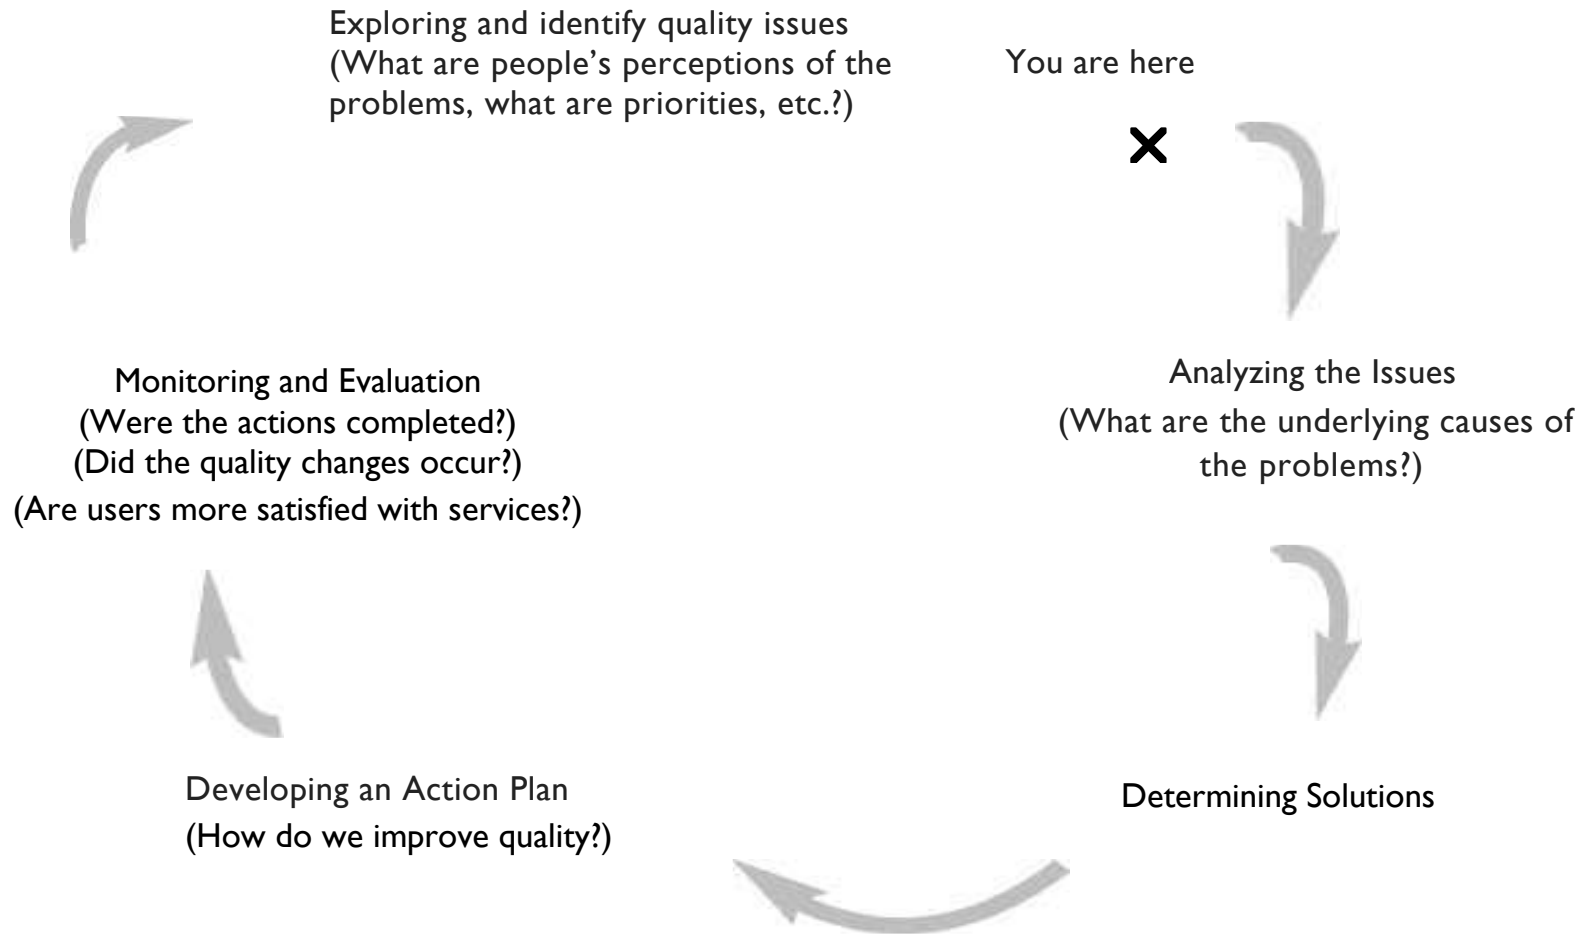 Exploring and identify quality issues
(What are people’s perceptions of the
problems, what are priorities, etc.?)
You are here
Analyzing the Issues
(What are the underlying causes of
the problems?)
Determining Solutions
Developing an Action Plan
(How do we improve quality?)
Monitoring and Evaluation
(Were the actions completed?)
(Did the quality changes occur?)
(Are users more satisfied with services?)